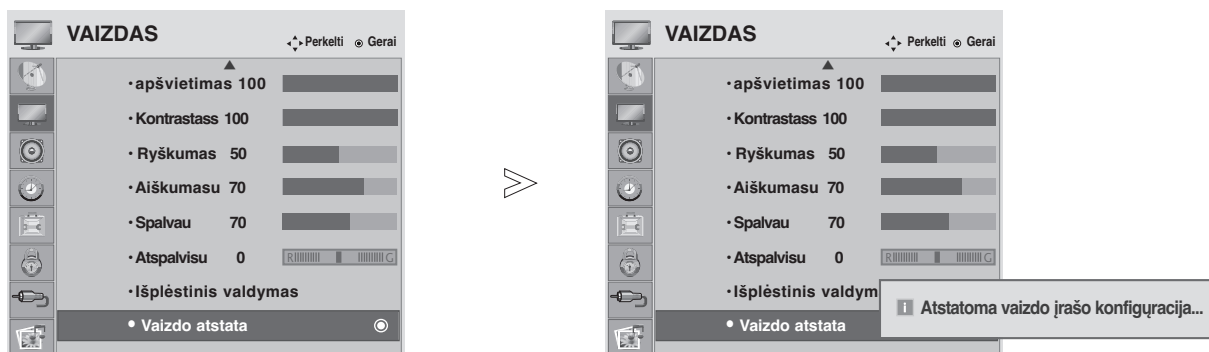 VAIZDAS
Perkelti Gerai
•apšvietimas 100
•Kontrastass 100
•Ryškumas 50
•Aiškumasu 70
•Spalvau 70
•Atspalvisu 0 R G
•Išplėstinis valdymas
• Vaizdo atstata
VAIZDAS
Perkelti Gerai
•apšvietimas 100
•Kontrastass 100
•Ryškumas 50
•Aiškumasu 70
•Spalvau 70
•Atspalvisu 0 R G
•Išplėstinis valdym
• Vaizdo atstata
i Atstatoma vaizdo įrašo konfigųracija...